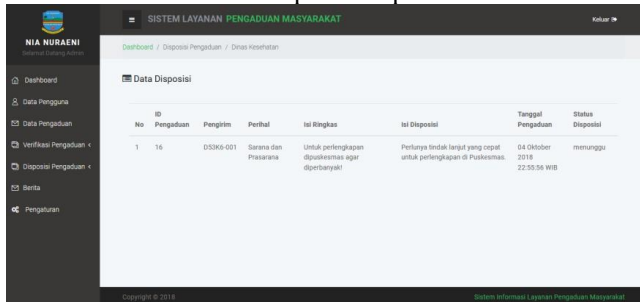 SISTEM LAYANAN PENGADUAN MASYARAKAT
Keluar
NIA NURAENI
Selamat Datang Admin
Dashboard / Disposisi Pengaduan / Dinas Kesehatan
Dashboard
Data Pengguna
Data Pengaduan
Verifikasi Pengaduan <
Disposisi Pengaduan <
Berita
Pengaturan
Data Disposisi
No ID Pengaduan Pengirim Perihal Isi Ringkas Isi Disposisi Tanggal Pengaduan Status Disposisi
1 16 D53K6-001 Sarana dan Prasarana Untuk perlengkapan dipuskesmas agar diperbanyak! Perlunya tindak lanjut yang cepat untuk perlengkapan di Puskesmas. 04 Oktober 2018 22:55:56 WIB menunggu
Copyright © 2018
Sistem Informasi Layanan Pengaduan Masyarakat